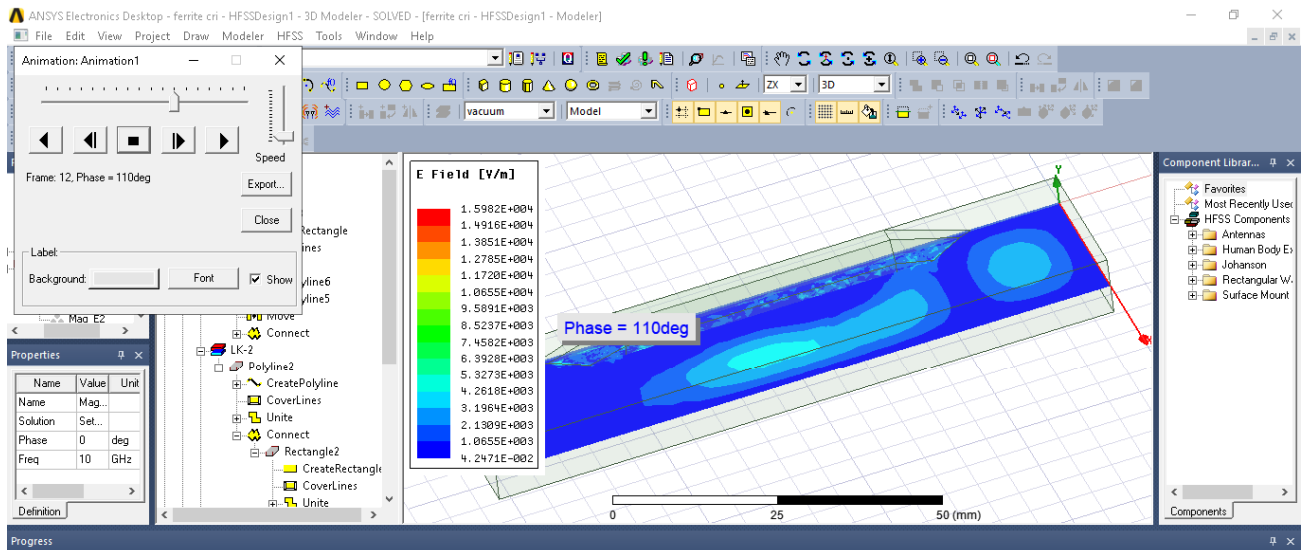 ANSYS Electronics Desktop - ferrite cri - HFSSDesign1 - 3D Modeler - SOLVED - [ferrite cri - HFSSDesign1 - Modeler]
File Edit View Project Draw Modeler HFSS Tools Window Help
Animation: Animation1
Speed
Frame: 12, Phase = 110deg
Export...
Close
Label:
Background:
Font
Show
ZX
3D
vacuum
Model
Mag_E2
Properties
Name Value Unit
Name Mag...
Solution Set...
Phase 0 deg
Freq 10 GHz
Definition
Rectangle
ines
yline6
yline5
Move
Connect
LK-2
Polyline2
CreatePolyline
CoverLines
Unite
Connect
Rectangle2
CreateRectangle
CoverLines
Unite
E Field [V/m]
1.5982E+004
1.4916E+004
1.3851E+004
1.2785E+004
1.1720E+004
1.0655E+004
9.5891E+003
8.5237E+003
7.4582E+003
6.3928E+003
5.3273E+003
4.2618E+003
3.1964E+003
2.1309E+003
1.0655E+003
4.2471E-002
Phase = 110deg
Y
0 25 50 (mm)
Component Librar...
Favorites
Most Recently Usec
HFSS Components
Antennas
Human Body E
Johanson
Rectangular W
Surface Mount
Components
Progress